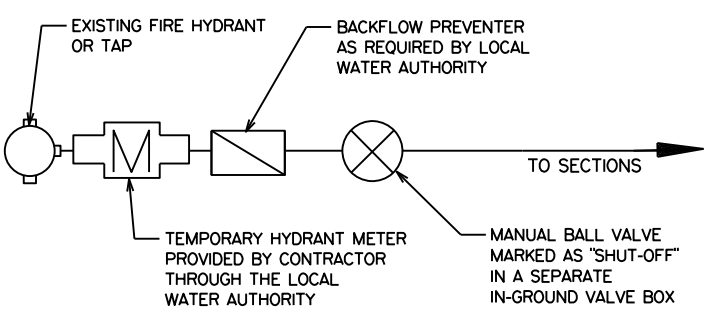 EXISTING FIRE HYDRANT
OR TAP
BACKFLOW PREVENTER
AS REQUIRED BY LOCAL
WATER AUTHORITY
M
TO SECTIONS
TEMPORARY HYDRANT METER
PROVIDED BY CONTRACTOR
THROUGH THE LOCAL
WATER AUTHORITY
MANUAL BALL VALVE
MARKED AS "SHUT-OFF"
IN A SEPARATE
IN-GROUND VALVE BOX